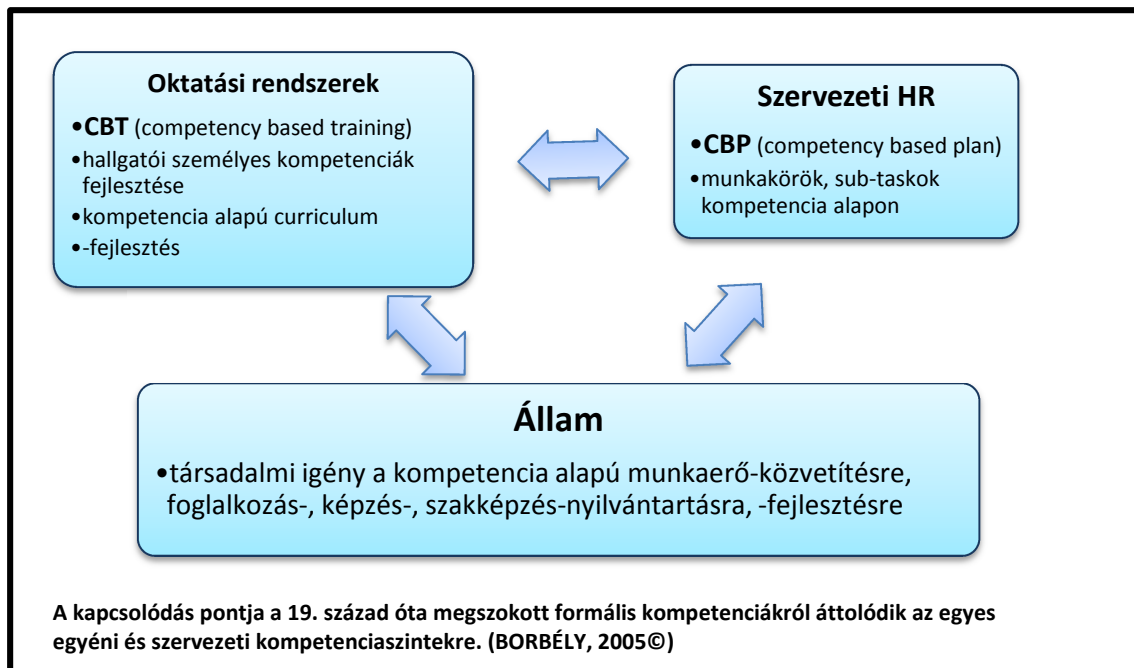 Oktatási rendszerek
•CBT (competency based training)
•hallgatói személyes kompetenciák
fejlesztése
•kompetencia alapú curriculum
•-fejlesztés
Szervezeti HR
•CBP (competency based plan)
•munkakörök, sub-taskok
kompetencia alapon
Állam
•társadalmi igény a kompetencia alapú munkaerő-közvetítésre,
foglalkozás-, képzés-, szakképzés-nyilvántartásra, -fejlesztésre
A kapcsolódás pontja a 19. század óta megszokott formális kompetenciákról áttolódik az egyes
egyéni és szervezeti kompetenciaszintekre. (BORBÉLY, 2005©)